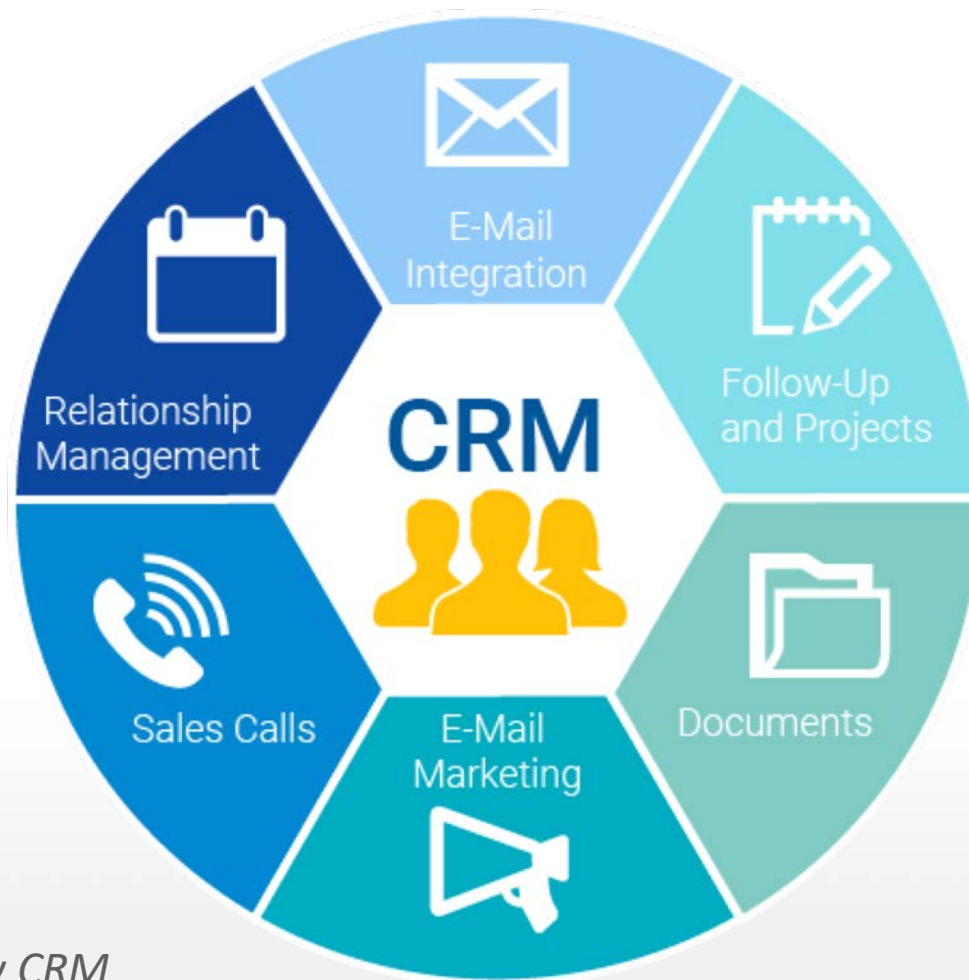 E-Mail
Integration
Follow-Up
and Projects
Relationship
Management
CRM
Sales Calls
E-Mail
Marketing
Documents
CRM